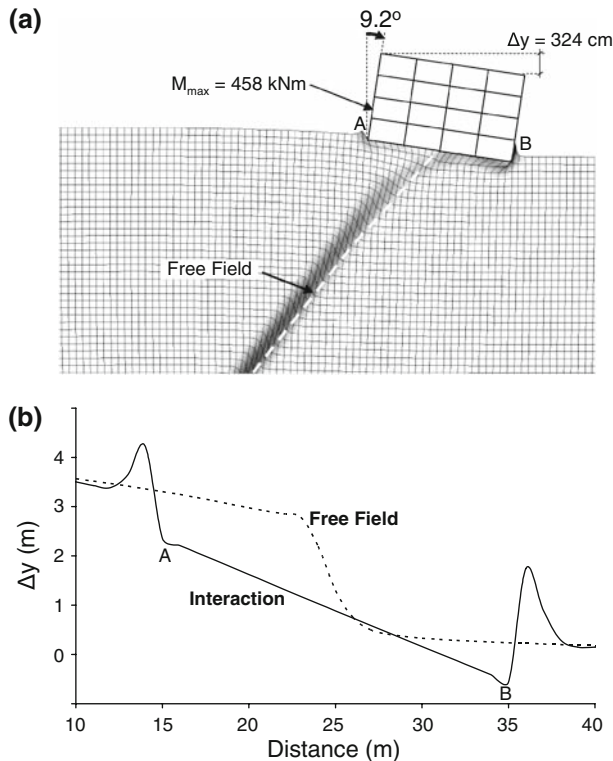 (a)
9.2°
Δy = 324 cm
M_max = 458 kNm
A
B
Free Field
(b)
4
3
2
1
0
Δy (m)
A
Free Field
Interaction
B
10
15
20
25
30
35
40
Distance (m)